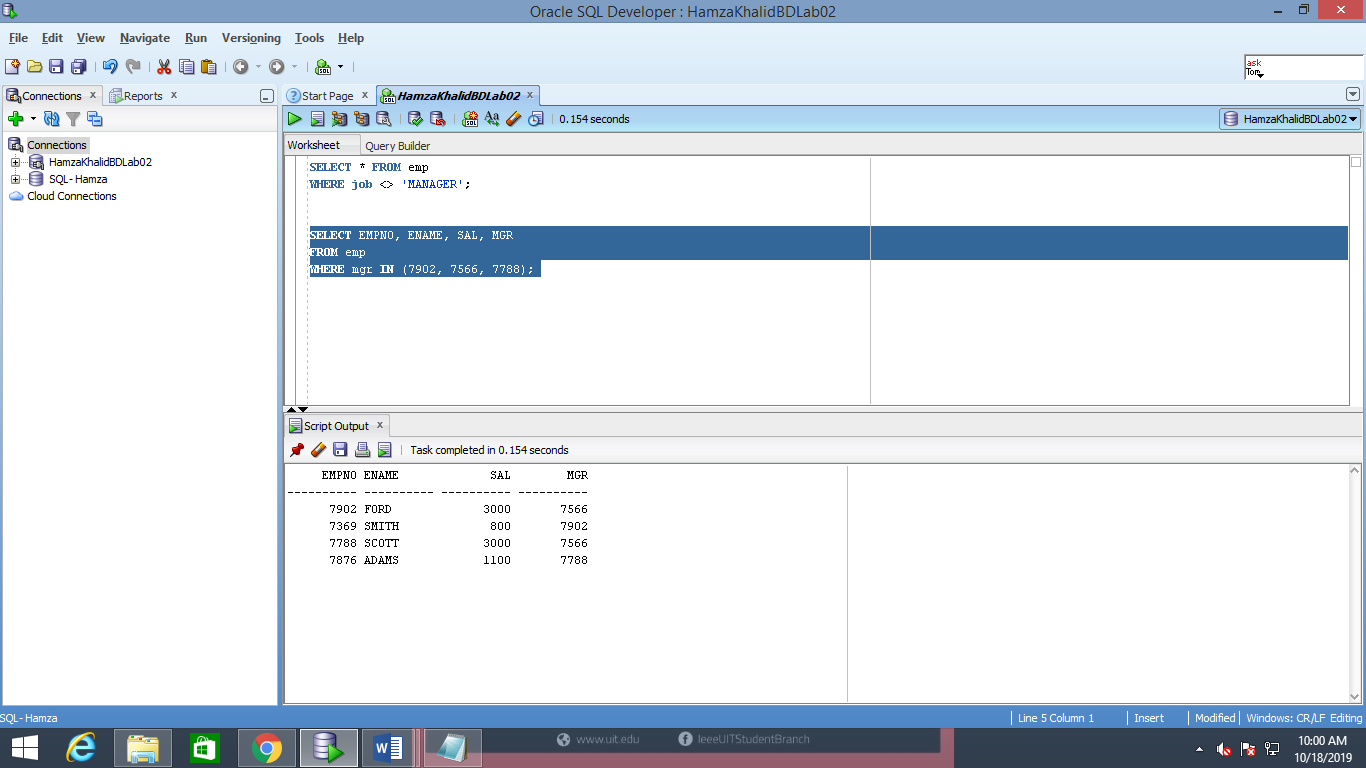 Oracle SQL Developer : HamzaKhalidBDLab02
File Edit View Navigate Run Versioning Tools Help
SQL
ask
Tom
Connections x Reports x
Start Page x HamzaKhalidBDLab02 x
0.154 seconds
HamzaKhalidBDLab02
Worksheet Query Builder
Connections
HamzaKhalidBDLab02
SQL- Hamza
Cloud Connections
SELECT * FROM emp
WHERE job <> 'MANAGER';
SELECT EMPNO, ENAME, SAL, MGR
FROM emp
WHERE mgr IN (7902, 7566, 7788);
Script Output x
Task completed in 0.154 seconds
EMPNO ENAME SAL MGR
---------- ---------- ---------- ----------
7902 FORD 3000 7566
7369 SMITH 800 7902
7788 SCOTT 3000 7566
7876 ADAMS 1100 7788
SQL- Hamza
Line 5 Column 1 Insert Modified Windows: CR/LF Editing
www.uit.edu IeeeUITStudentBranch
10:00 AM
10/18/2019